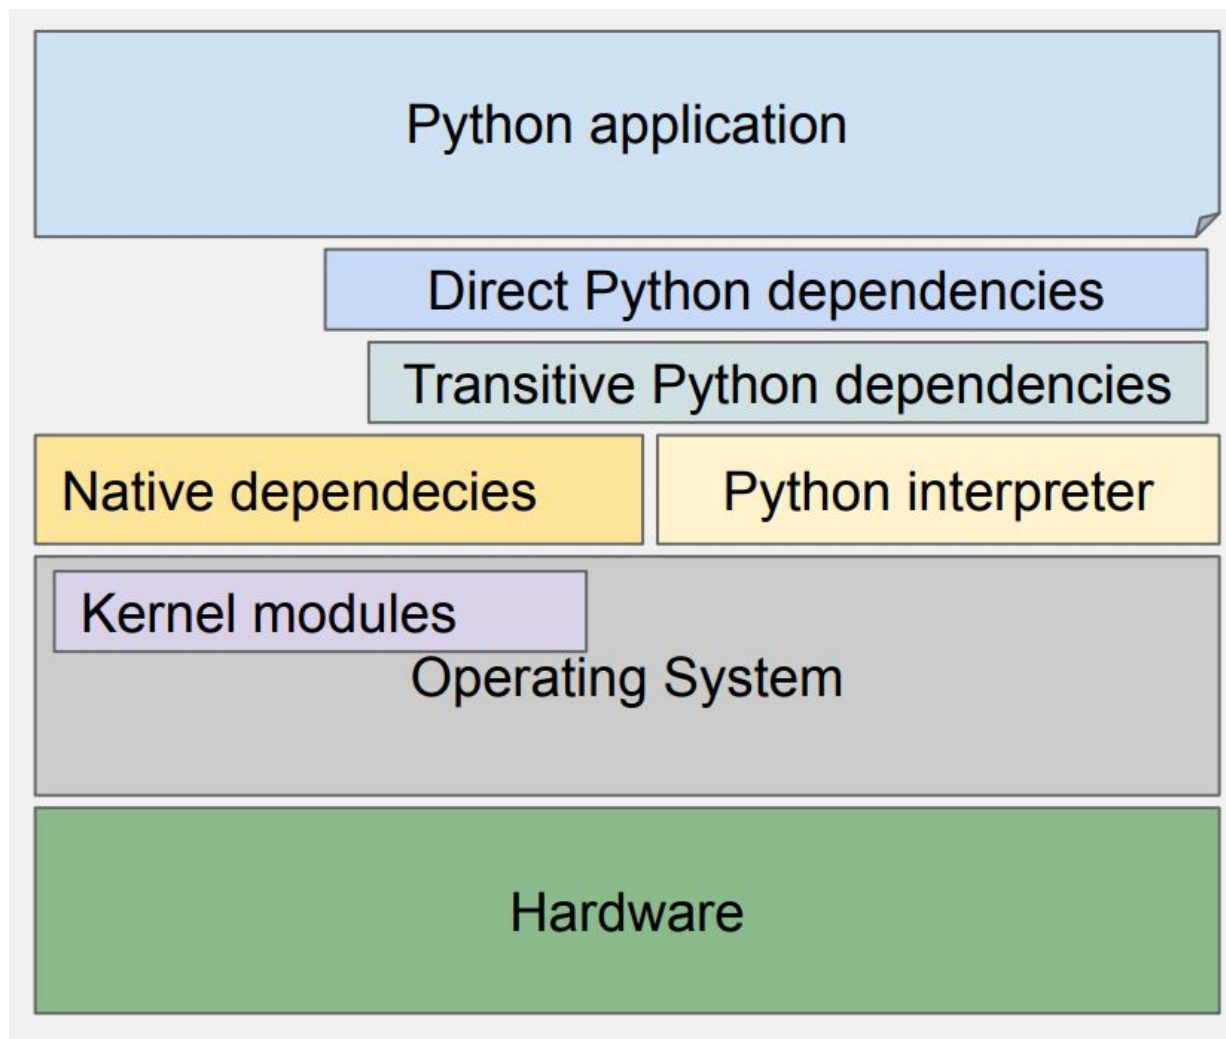 Python application
Direct Python dependencies
Transitive Python dependencies
Native dependecies
Python interpreter
Kernel modules
Operating System
Hardware